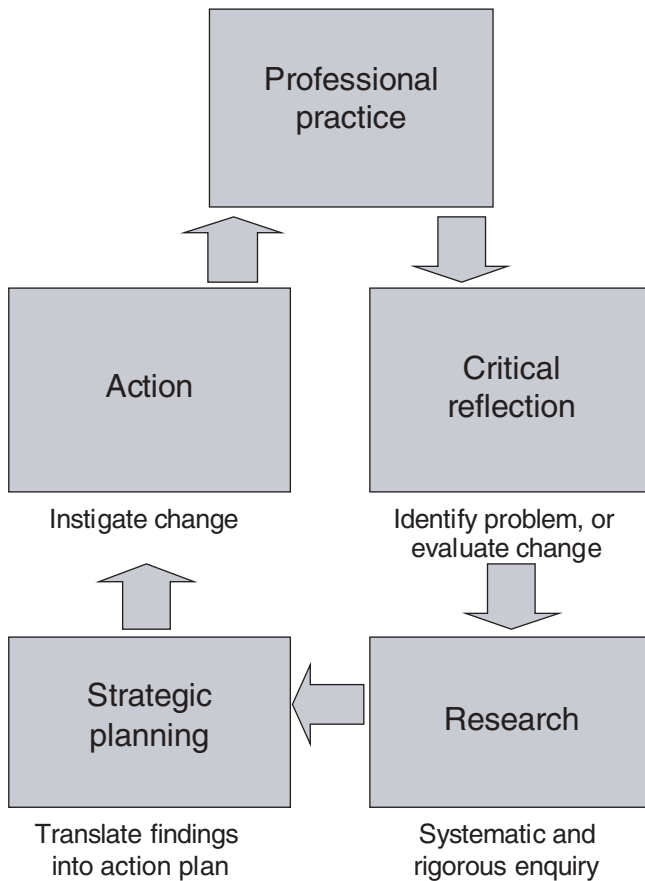 Professional
practice
Action
Critical
reflection
Instigate change
Identify problem, or
evaluate change
Strategic
planning
Research
Translate findings
into action plan
Systematic and
rigorous enquiry